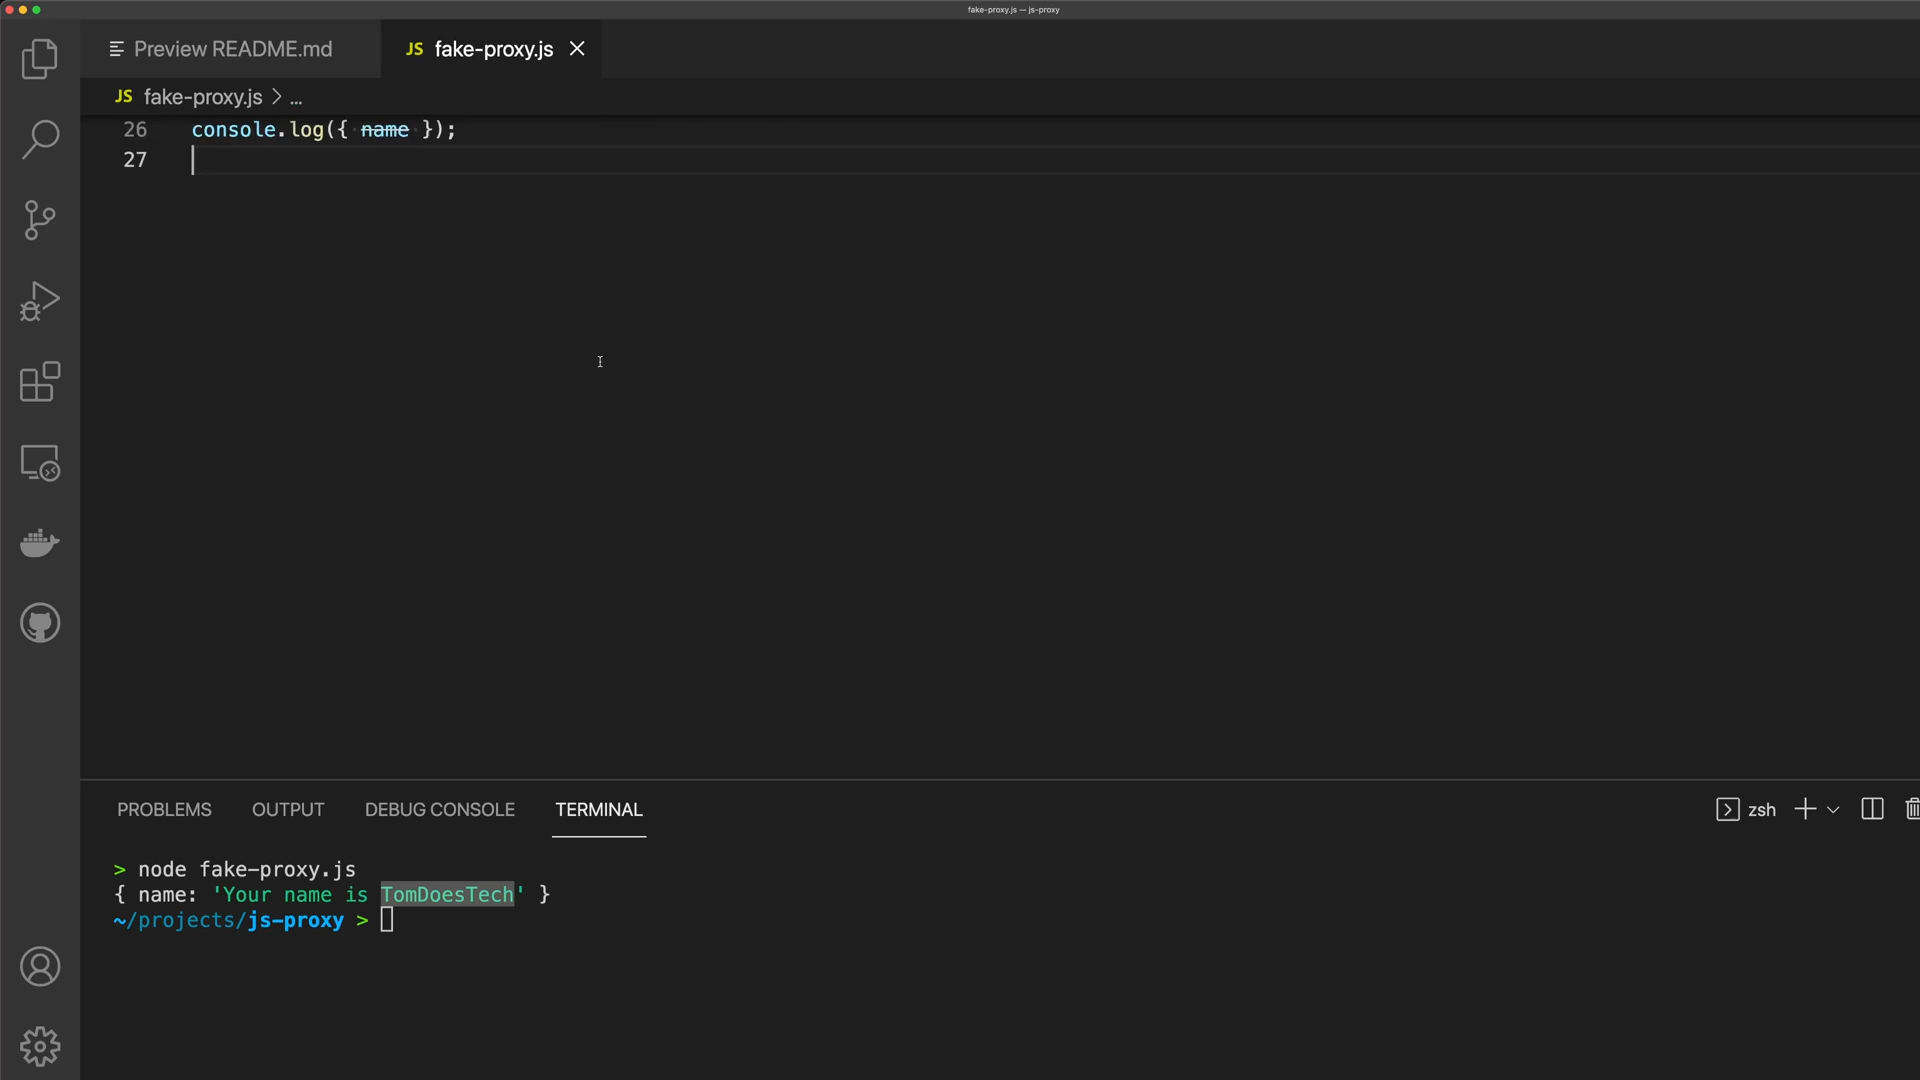 fake-proxy.js — js-proxy
Preview README.md
JS fake-proxy.js
JS fake-proxy.js > ...
26 console.log({ name });
27
PROBLEMS OUTPUT DEBUG CONSOLE TERMINAL
zsh
> node fake-proxy.js
{ name: 'Your name is TomDoesTech' }
~/projects/js-proxy >